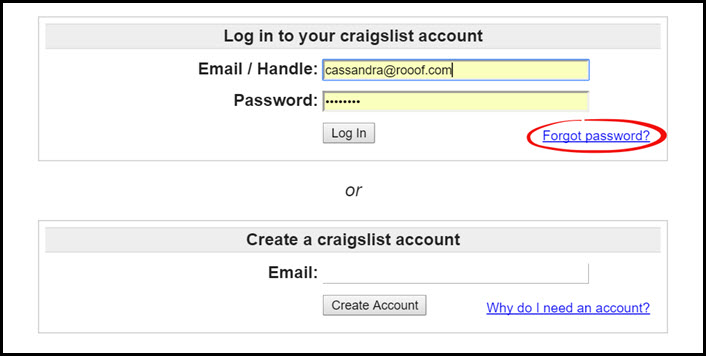 Log in to your craigslist account
Email / Handle: cassandra@rooof.com
Password: ••••••••
Log In Forgot password?
or
Create a craigslist account
Email:
Create Account Why do I need an account?